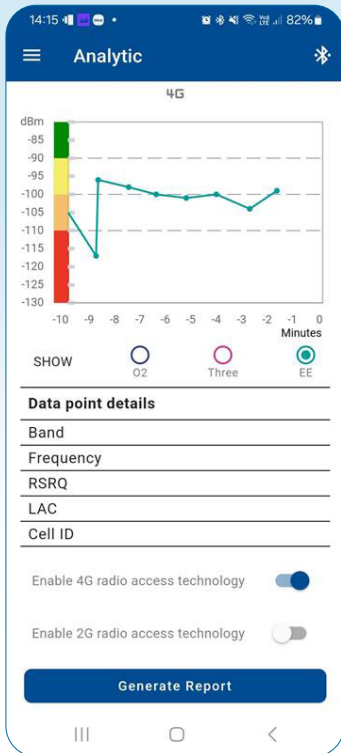 14:15
82%
Analytic
4G
dBm
-85
-90
-95
-100
-105
-110
-115
-120
-125
-130
-10 -9 -8 -7 -6 -5 -4 -3 -2 -1 0
Minutes
SHOW O2 Three EE
Data point details
Band
Frequency
RSRQ
LAC
Cell ID
Enable 4G radio access technology
Enable 2G radio access technology
Generate Report